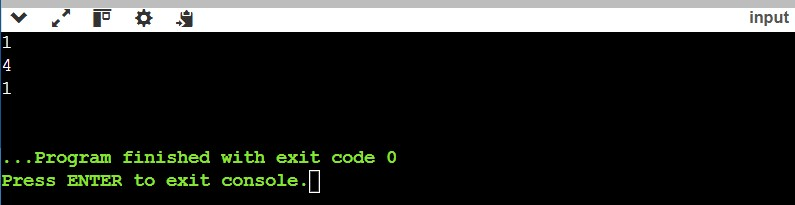 input
1
4
1
...Program finished with exit code 0
Press ENTER to exit console.